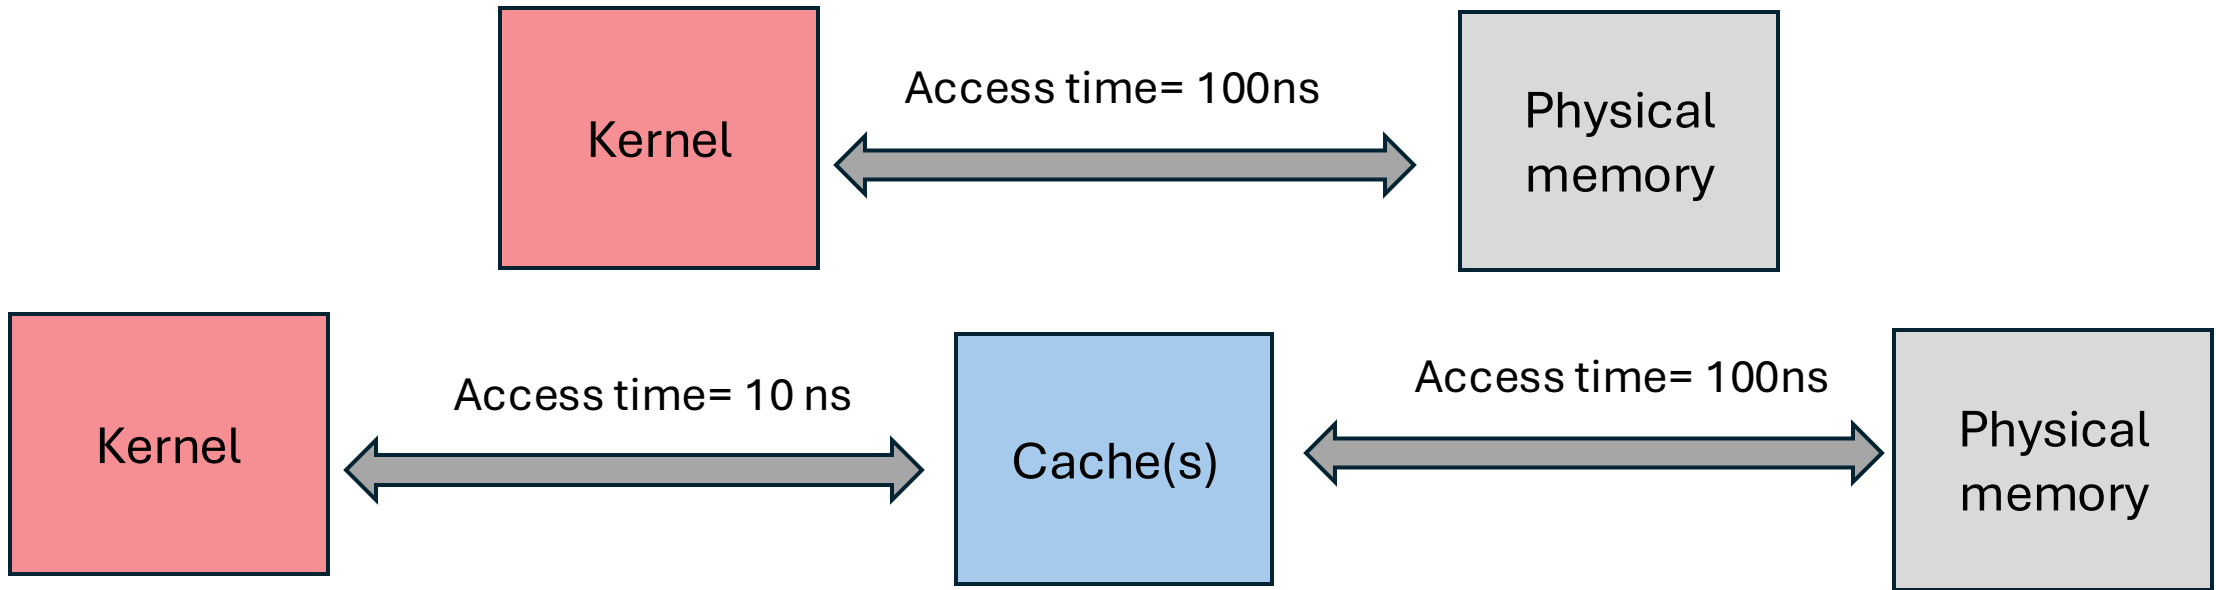 Kernel
Access time= 100ns
Physical
memory
Kernel
Access time= 10 ns
Cache(s)
Access time= 100ns
Physical
memory